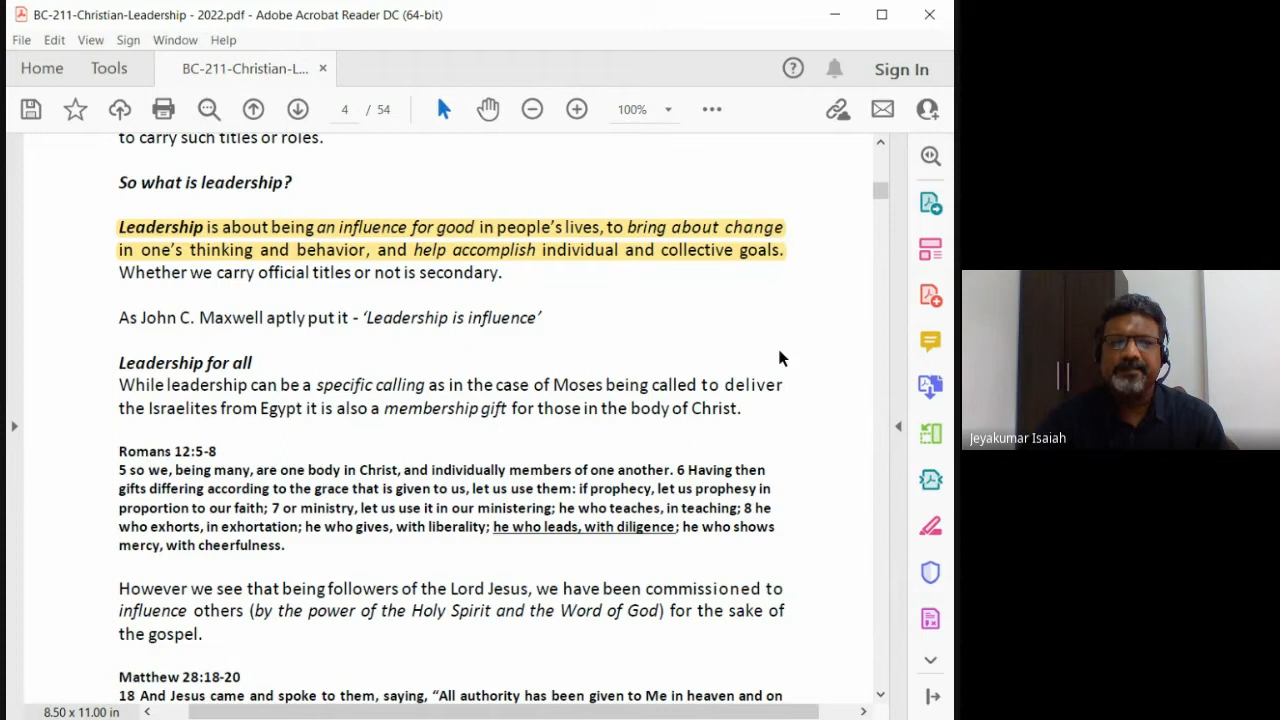 BC-211-Christian-Leadership - 2022.pdf - Adobe Acrobat Reader DC (64-bit)
File Edit View Sign Window Help
Home Tools BC-211-Christian-L... × Sign In
4 / 54 100%
to carry such titles or roles.
So what is leadership?
Leadership is about being an influence for good in people's lives, to bring about change
in one's thinking and behavior, and help accomplish individual and collective goals.
Whether we carry official titles or not is secondary.
As John C. Maxwell aptly put it - 'Leadership is influence'
Leadership for all
While leadership can be a specific calling as in the case of Moses being called to deliver
the Israelites from Egypt it is also a membership gift for those in the body of Christ.
Romans 12:5-8
5 so we, being many, are one body in Christ, and individually members of one another. 6 Having then
gifts differing according to the grace that is given to us, let us use them: if prophecy, let us prophesy in
proportion to our faith; 7 or ministry, let us use it in our ministering; he who teaches, in teaching; 8 he
who exhorts, in exhortation; he who gives, with liberality; he who leads, with diligence; he who shows
mercy, with cheerfulness.
However we see that being followers of the Lord Jesus, we have been commissioned to
influence others (by the power of the Holy Spirit and the Word of God) for the sake of
the gospel.
Matthew 28:18-20
18 And Jesus came and spoke to them, saying, “All authority has been given to Me in heaven and on
8.50 x 11.00 in
Jeyakumar Isaiah